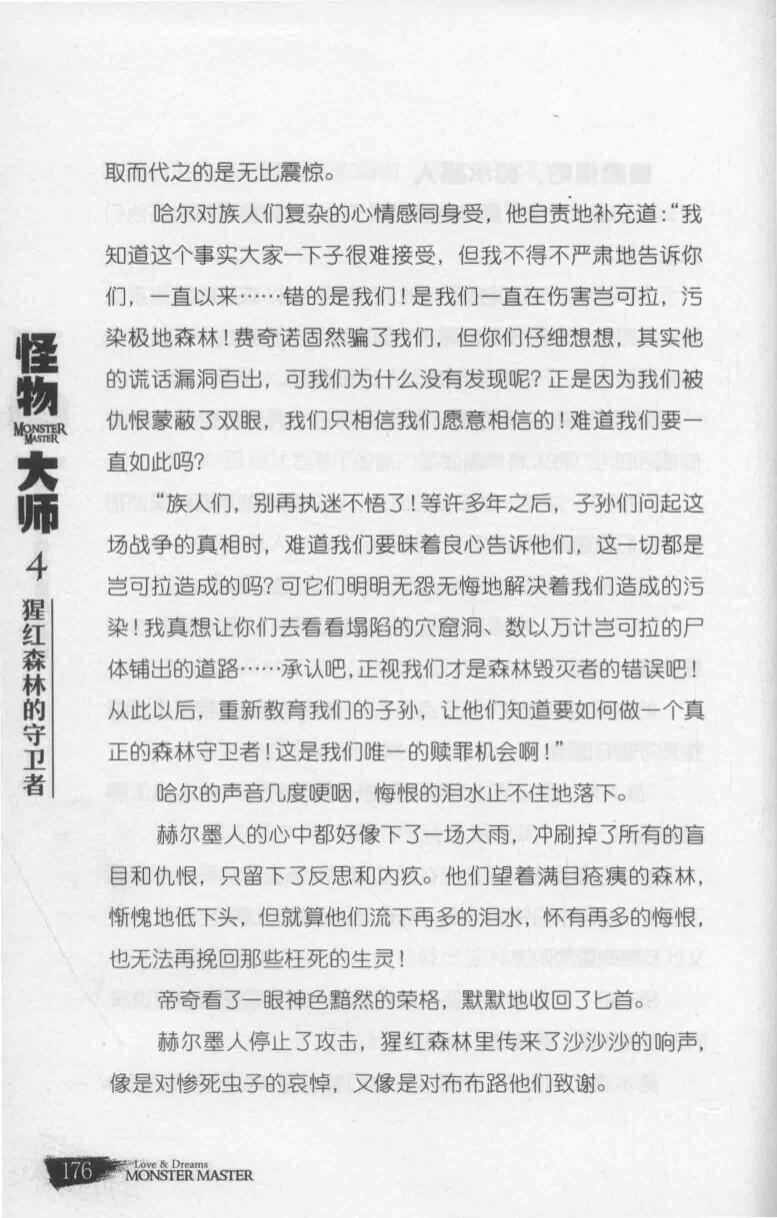 取而代之的是无比震惊。
哈尔对族人们复杂的心情感同身受，他自责地补充道：“我
知道这个事实大家一下子很难接受，但我不得不严肃地告诉你
们，一直以来……错的是我们！是我们一直在伤害岂可拉，污
染极地森林！费奇诺固然骗了我们，但你们仔细想想，其实他
的谎话漏洞百出，可我们为什么没有发现呢？正是因为我们被
仇恨蒙蔽了双眼，我们只相信我们愿意相信的！难道我们要一
直如此吗？
“族人们，别再执迷不悟了！等许多年之后，子孙们问起这
场战争的真相时，难道我们要昧着良心告诉他们，这一切都是
岂可拉造成的吗？可它们明明无怨无悔地解决着我们造成的污
染！我真想让你们去看看塌陷的穴窟洞、数以万计岂可拉的尸
体铺出的道路……承认吧，正视我们才是森林毁灭者的错误吧！
从此以后，重新教育我们的子孙，让他们知道要如何做一个真
正的森林守卫者！这是我们唯一的赎罪机会啊！”
哈尔的声音几度哽咽，悔恨的泪水止不住地落下。
赫尔墨人的心中都好像下了一场大雨，冲刷掉了所有的盲
目和仇恨，只留下了反思和内疚。他们望着满目疮痍的森林，
惭愧地低下头，但就算他们流下再多的泪水，怀有再多的悔恨，
也无法再挽回那些枉死的生灵！
帝奇看了一眼神色黯然的荣格，默默地收回了匕首。
赫尔墨人停止了攻击，猩红森林里传来了沙沙沙的响声，
像是对惨死虫子的哀悼，又像是对布布路他们致谢。
怪物
MONSTER
MASTER
大师
4
猩红森林的守卫者
176
Love & Dreams
MONSTER MASTER